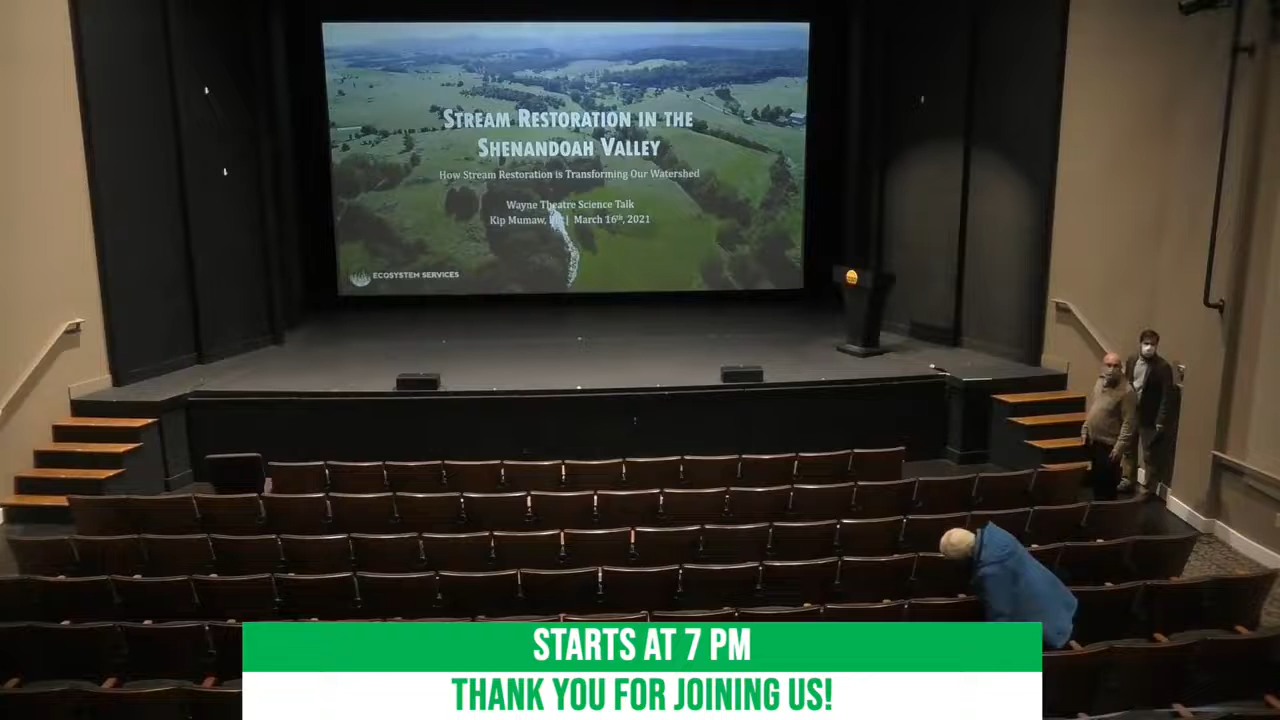 STREAM RESTORATION IN THE
SHENANDOAH VALLEY
How Stream Restoration is Transforming Our Watershed
Wayne Theatre Science Talk
Kip Mumaw, | March 16th, 2021
ECOSYSTEM SERVICES
STARTS AT 7 PM
THANK YOU FOR JOINING US!